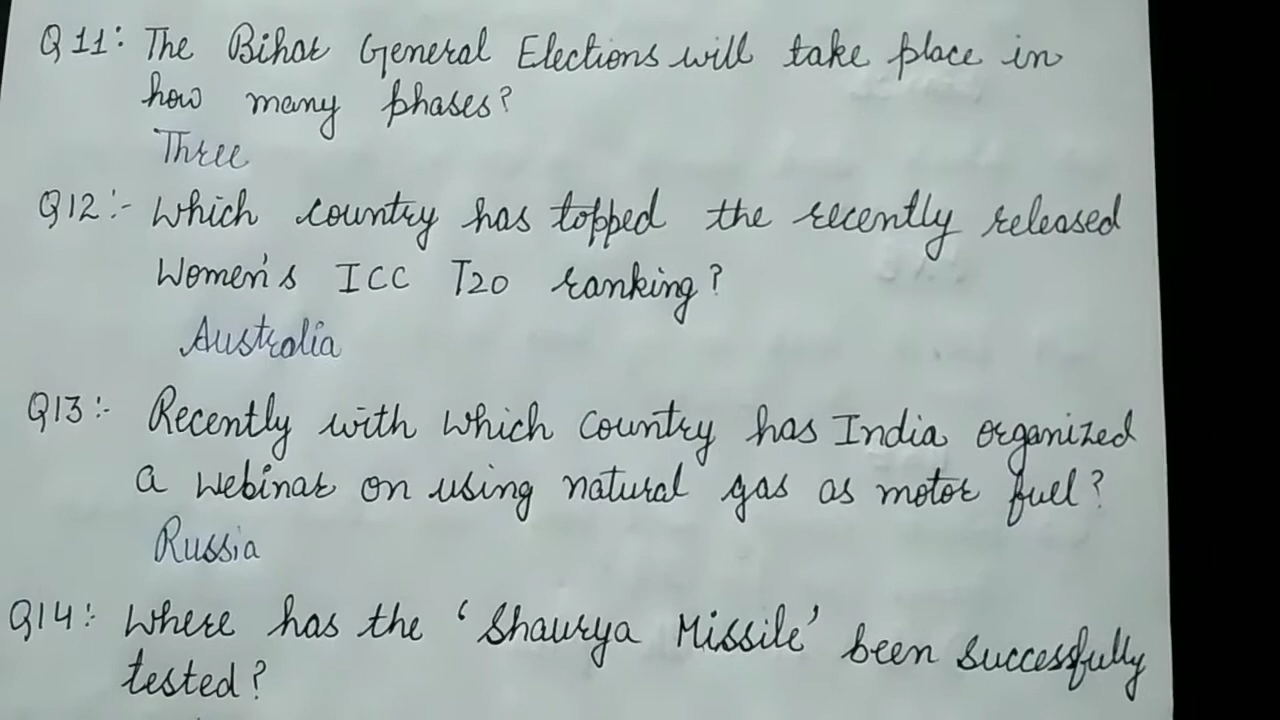 Q11: The Bihar General Elections will take place in
how many phases?
Three
Q12:- Which country has topped the recently released
Women's ICC T20 ranking?
Australia
Q13:- Recently with which country has India organized
a webinar on using natural gas as motor fuel?
Russia
Q14:- Where has the 'Shaurya Missile' been successfully
tested?